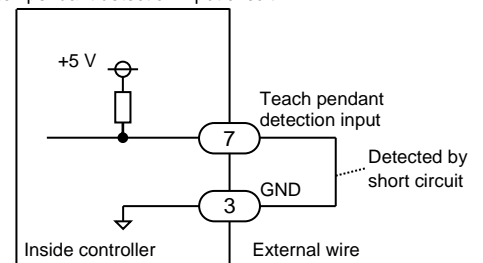 +5 V
Teach pendant
detection input
7
Detected by
short circuit
GND
3
Inside controller
External wire